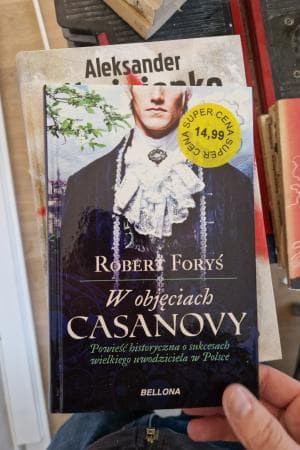 Aleksander
SUPER CENA
14,99
SUPER CENA
ROBERT FORYŚ
W objęciach
CASANOVY
Powieść historyczna o sukcesach
wielkiego uwodziciela w Polsce
BELLONA